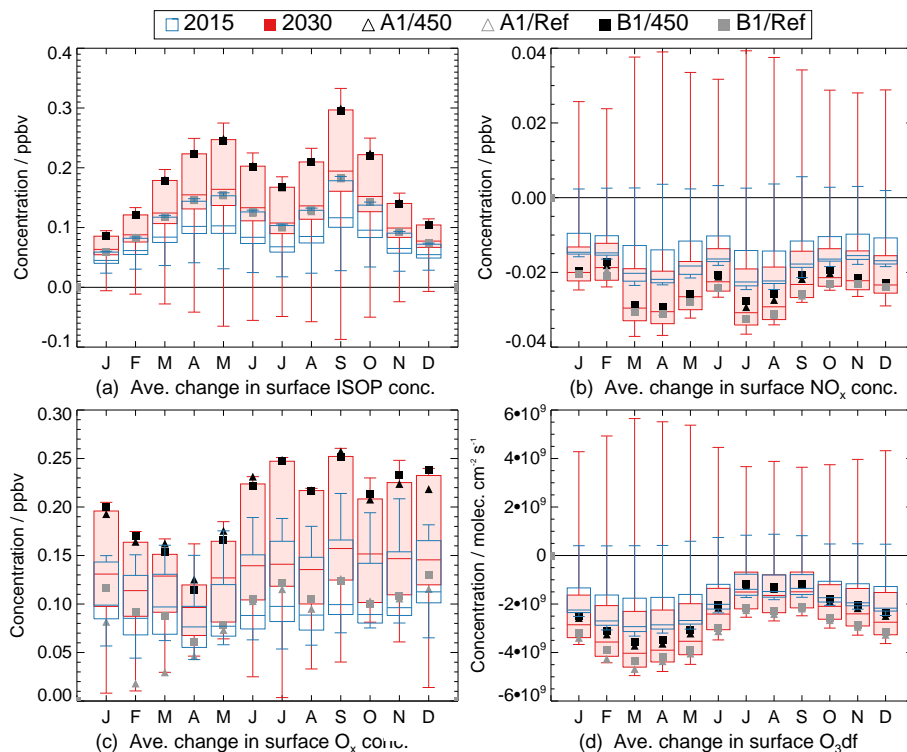 2015 2030 A1/450 A1/Ref B1/450 B1/Ref
0.4
0.3
0.2
0.1
0.0
-0.1
Concentration / ppbv
J F M A M J J A S O N D
(a) Ave. change in surface ISOP conc.
0.04
0.02
0.00
-0.02
-0.04
Concentration / ppbv
J F M A M J J A S O N D
(b) Ave. change in surface NOx conc.
0.30
0.25
0.20
0.15
0.10
0.05
0.00
Concentration / ppbv
J F M A M J J A S O N D
(c) Ave. change in surface Ox conc.
6•10⁹
4•10⁹
2•10⁹
0
-2•10⁹
-4•10⁹
-6•10⁹
Concentration / molec. cm⁻² s⁻¹
J F M A M J J A S O N D
(d) Ave. change in surface O₃df